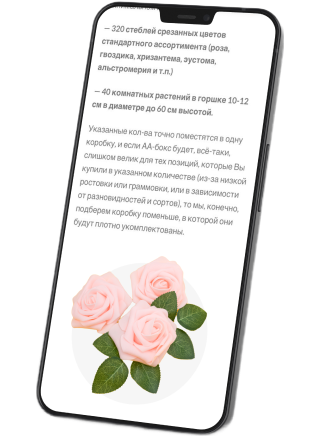 — 320 стеблей срезанных цветов
стандартного ассортимента (роза,
гвоздика, хризантема, эустома,
альстромерия и т.п.)
— 40 комнатных растений в горшке 10-12
см в диаметре до 60 см высотой.
Указанные кол-ва точно поместятся в одну
коробку, и если АА-бокс будет, всё-таки,
слишком велик для тех позиций, которые Вы
купили в указанном количестве (из-за низкой
ростовки или граммовки, или в зависимости
от разновидностей и сортов), то мы, конечно,
подберем коробку поменьше, в которой они
будут плотно укомплектованы.